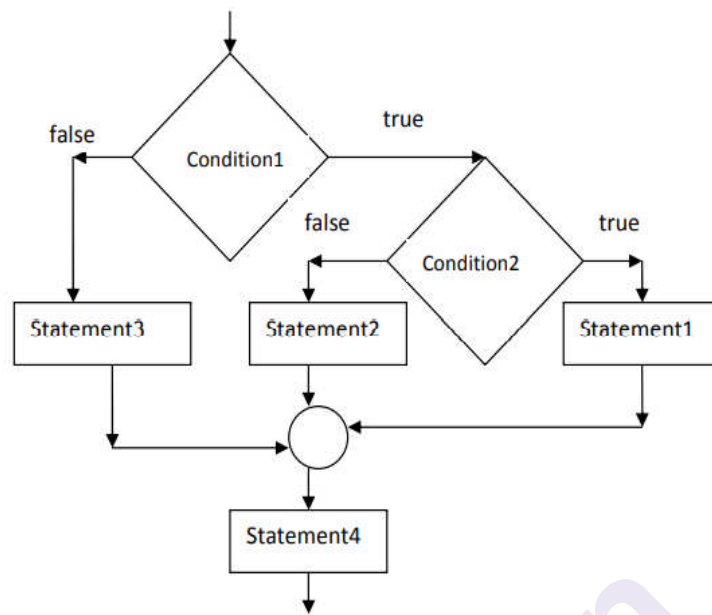 true
false
Condition1
false
true
Condition2
Statement3
Statement2
Statement1
Statement4